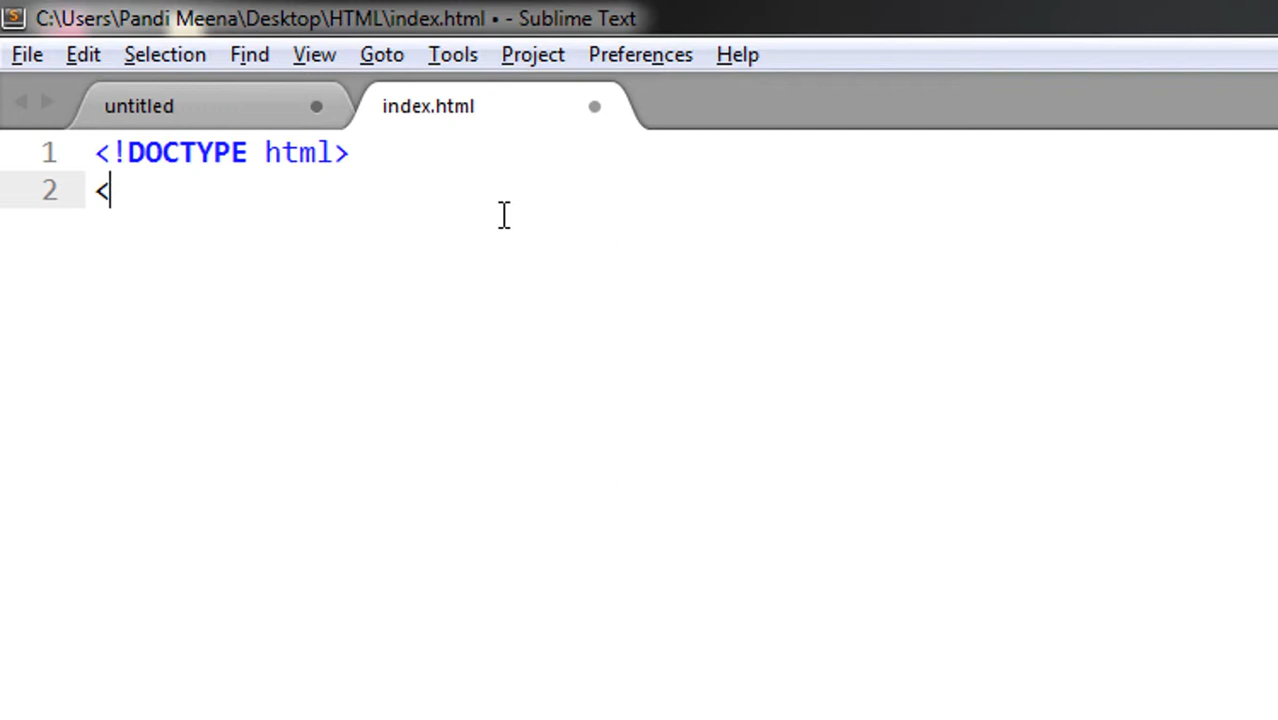 C:\Users\Pandi Meena\Desktop\HTML\index.html • - Sublime Text
File Edit Selection Find View Goto Tools Project Preferences Help
untitled index.html
1 <!DOCTYPE html>
2 <